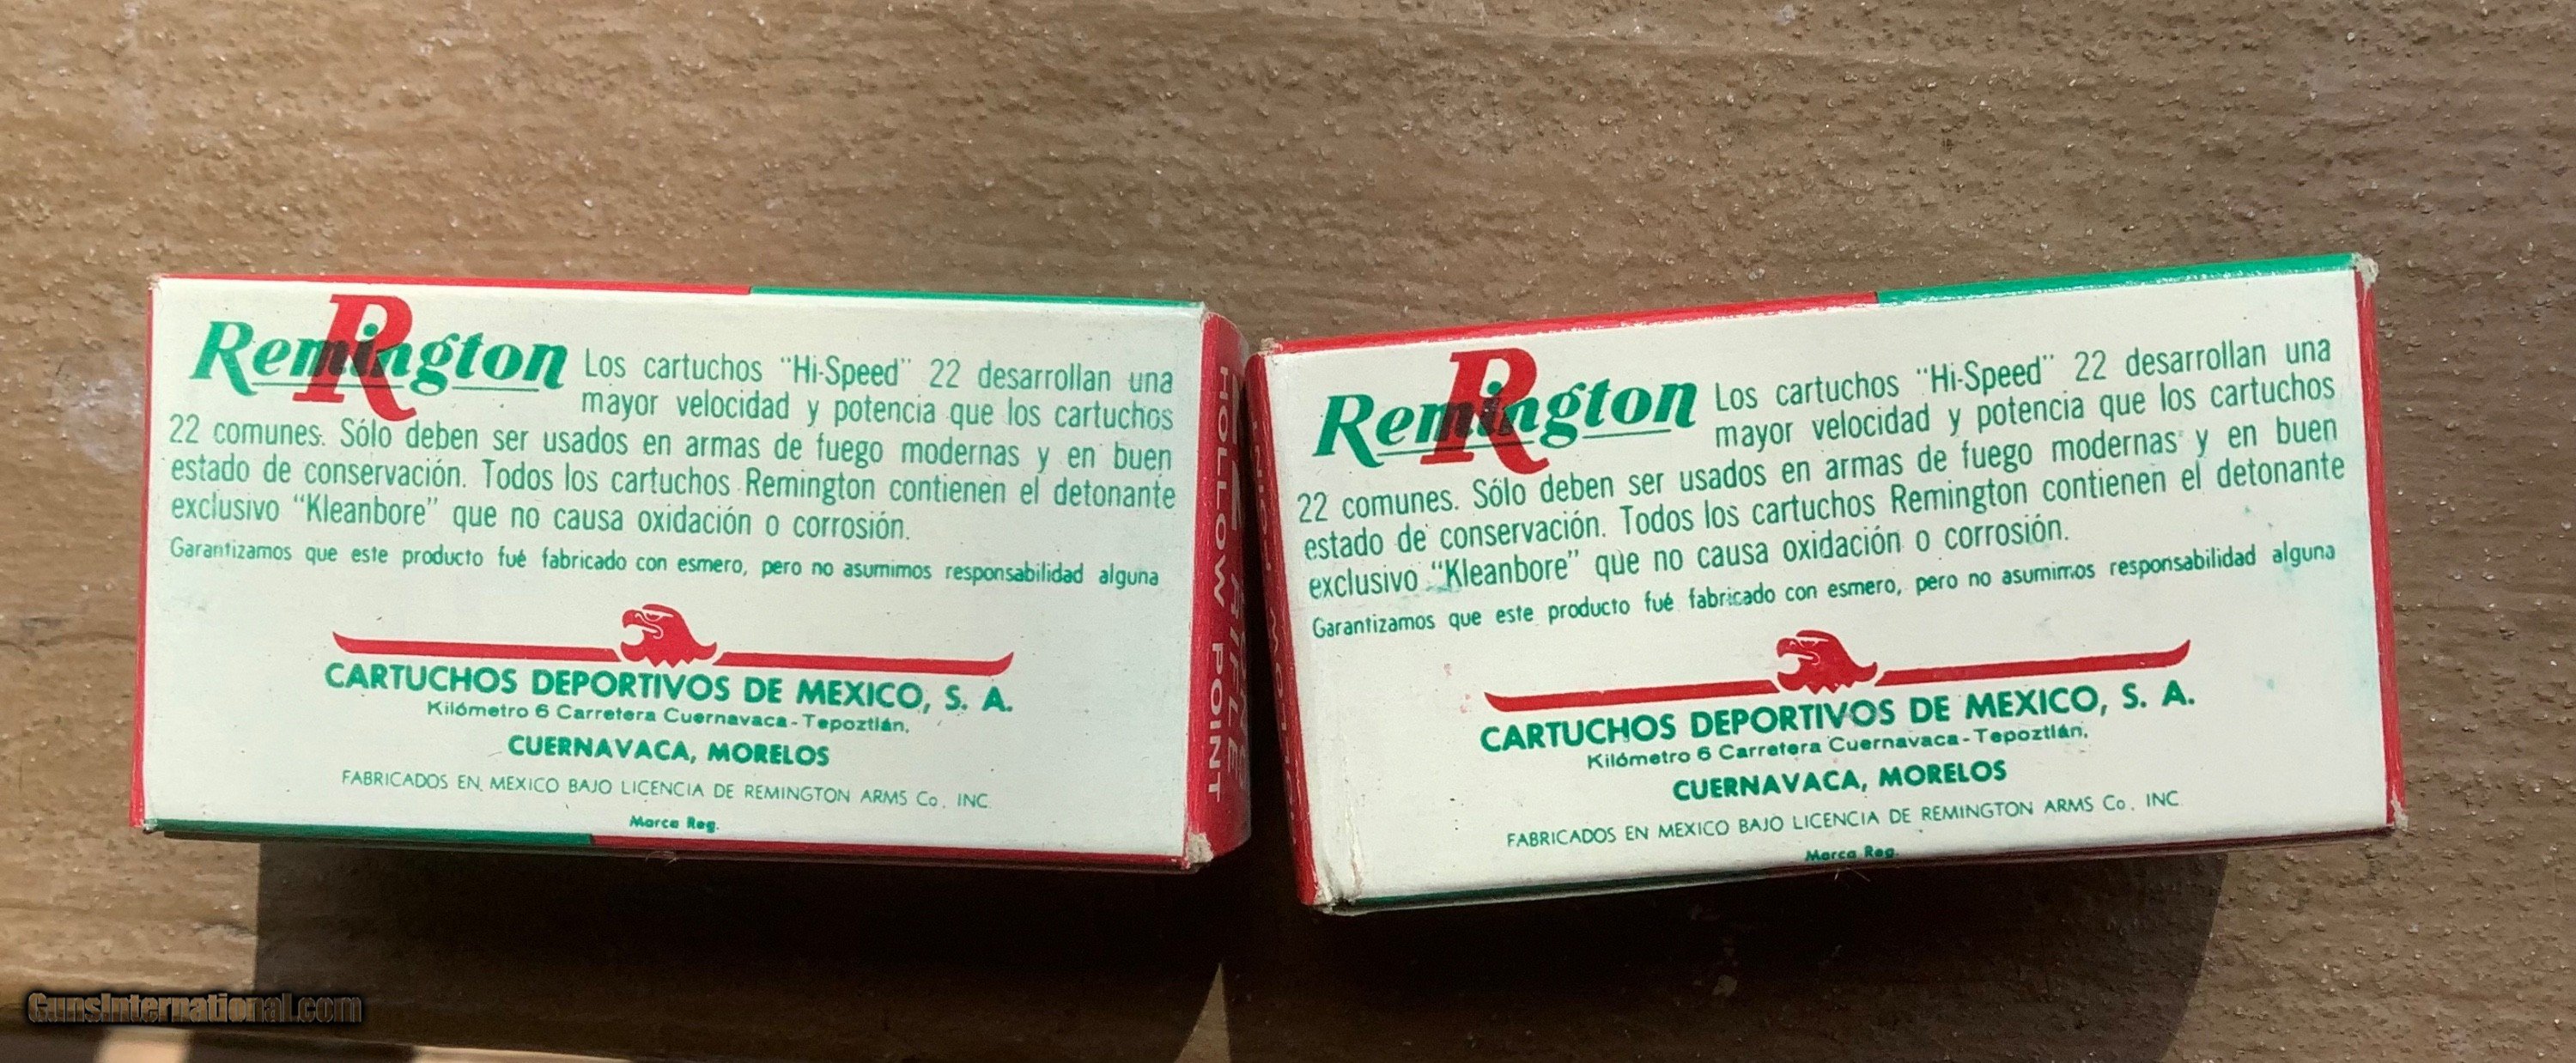 Remington Los cartuchos "Hi-Speed" 22 desarrollan una
mayor velocidad y potencia que los cartuchos
22 comunes. Sólo deben ser usados en armas de fuego modernas y en buen
estado de conservación. Todos los cartuchos Remington contienen el detonante
exclusivo "Kleanbore" que no causa oxidación o corrosión.
Garantizamos que este producto fué fabricado con esmero, pero no asumimos responsabilidad alguna
CARTUCHOS DEPORTIVOS DE MEXICO, S. A.
Kilómetro 6 Carretera Cuernavaca - Tepoztlán,
CUERNAVACA, MORELOS
FABRICADOS EN MEXICO BAJO LICENCIA DE REMINGTON ARMS Co. INC.
Marca Reg.
HOLLOW POINT
Remington Los cartuchos "Hi-Speed" 22 desarrollan una
mayor velocidad y potencia que los cartuchos
22 comunes. Sólo deben ser usados en armas de fuego modernas y en buen
estado de conservación. Todos los cartuchos Remington contienen el detonante
exclusivo "Kleanbore" que no causa oxidación o corrosión.
Garantizamos que este producto fué fabricado con esmero, pero no asumimos responsabilidad alguna
CARTUCHOS DEPORTIVOS DE MEXICO, S. A.
Kilómetro 6 Carretera Cuernavaca - Tepoztlán,
CUERNAVACA, MORELOS
FABRICADOS EN MEXICO BAJO LICENCIA DE REMINGTON ARMS Co. INC.
Marca Reg.
GunsInternational.com